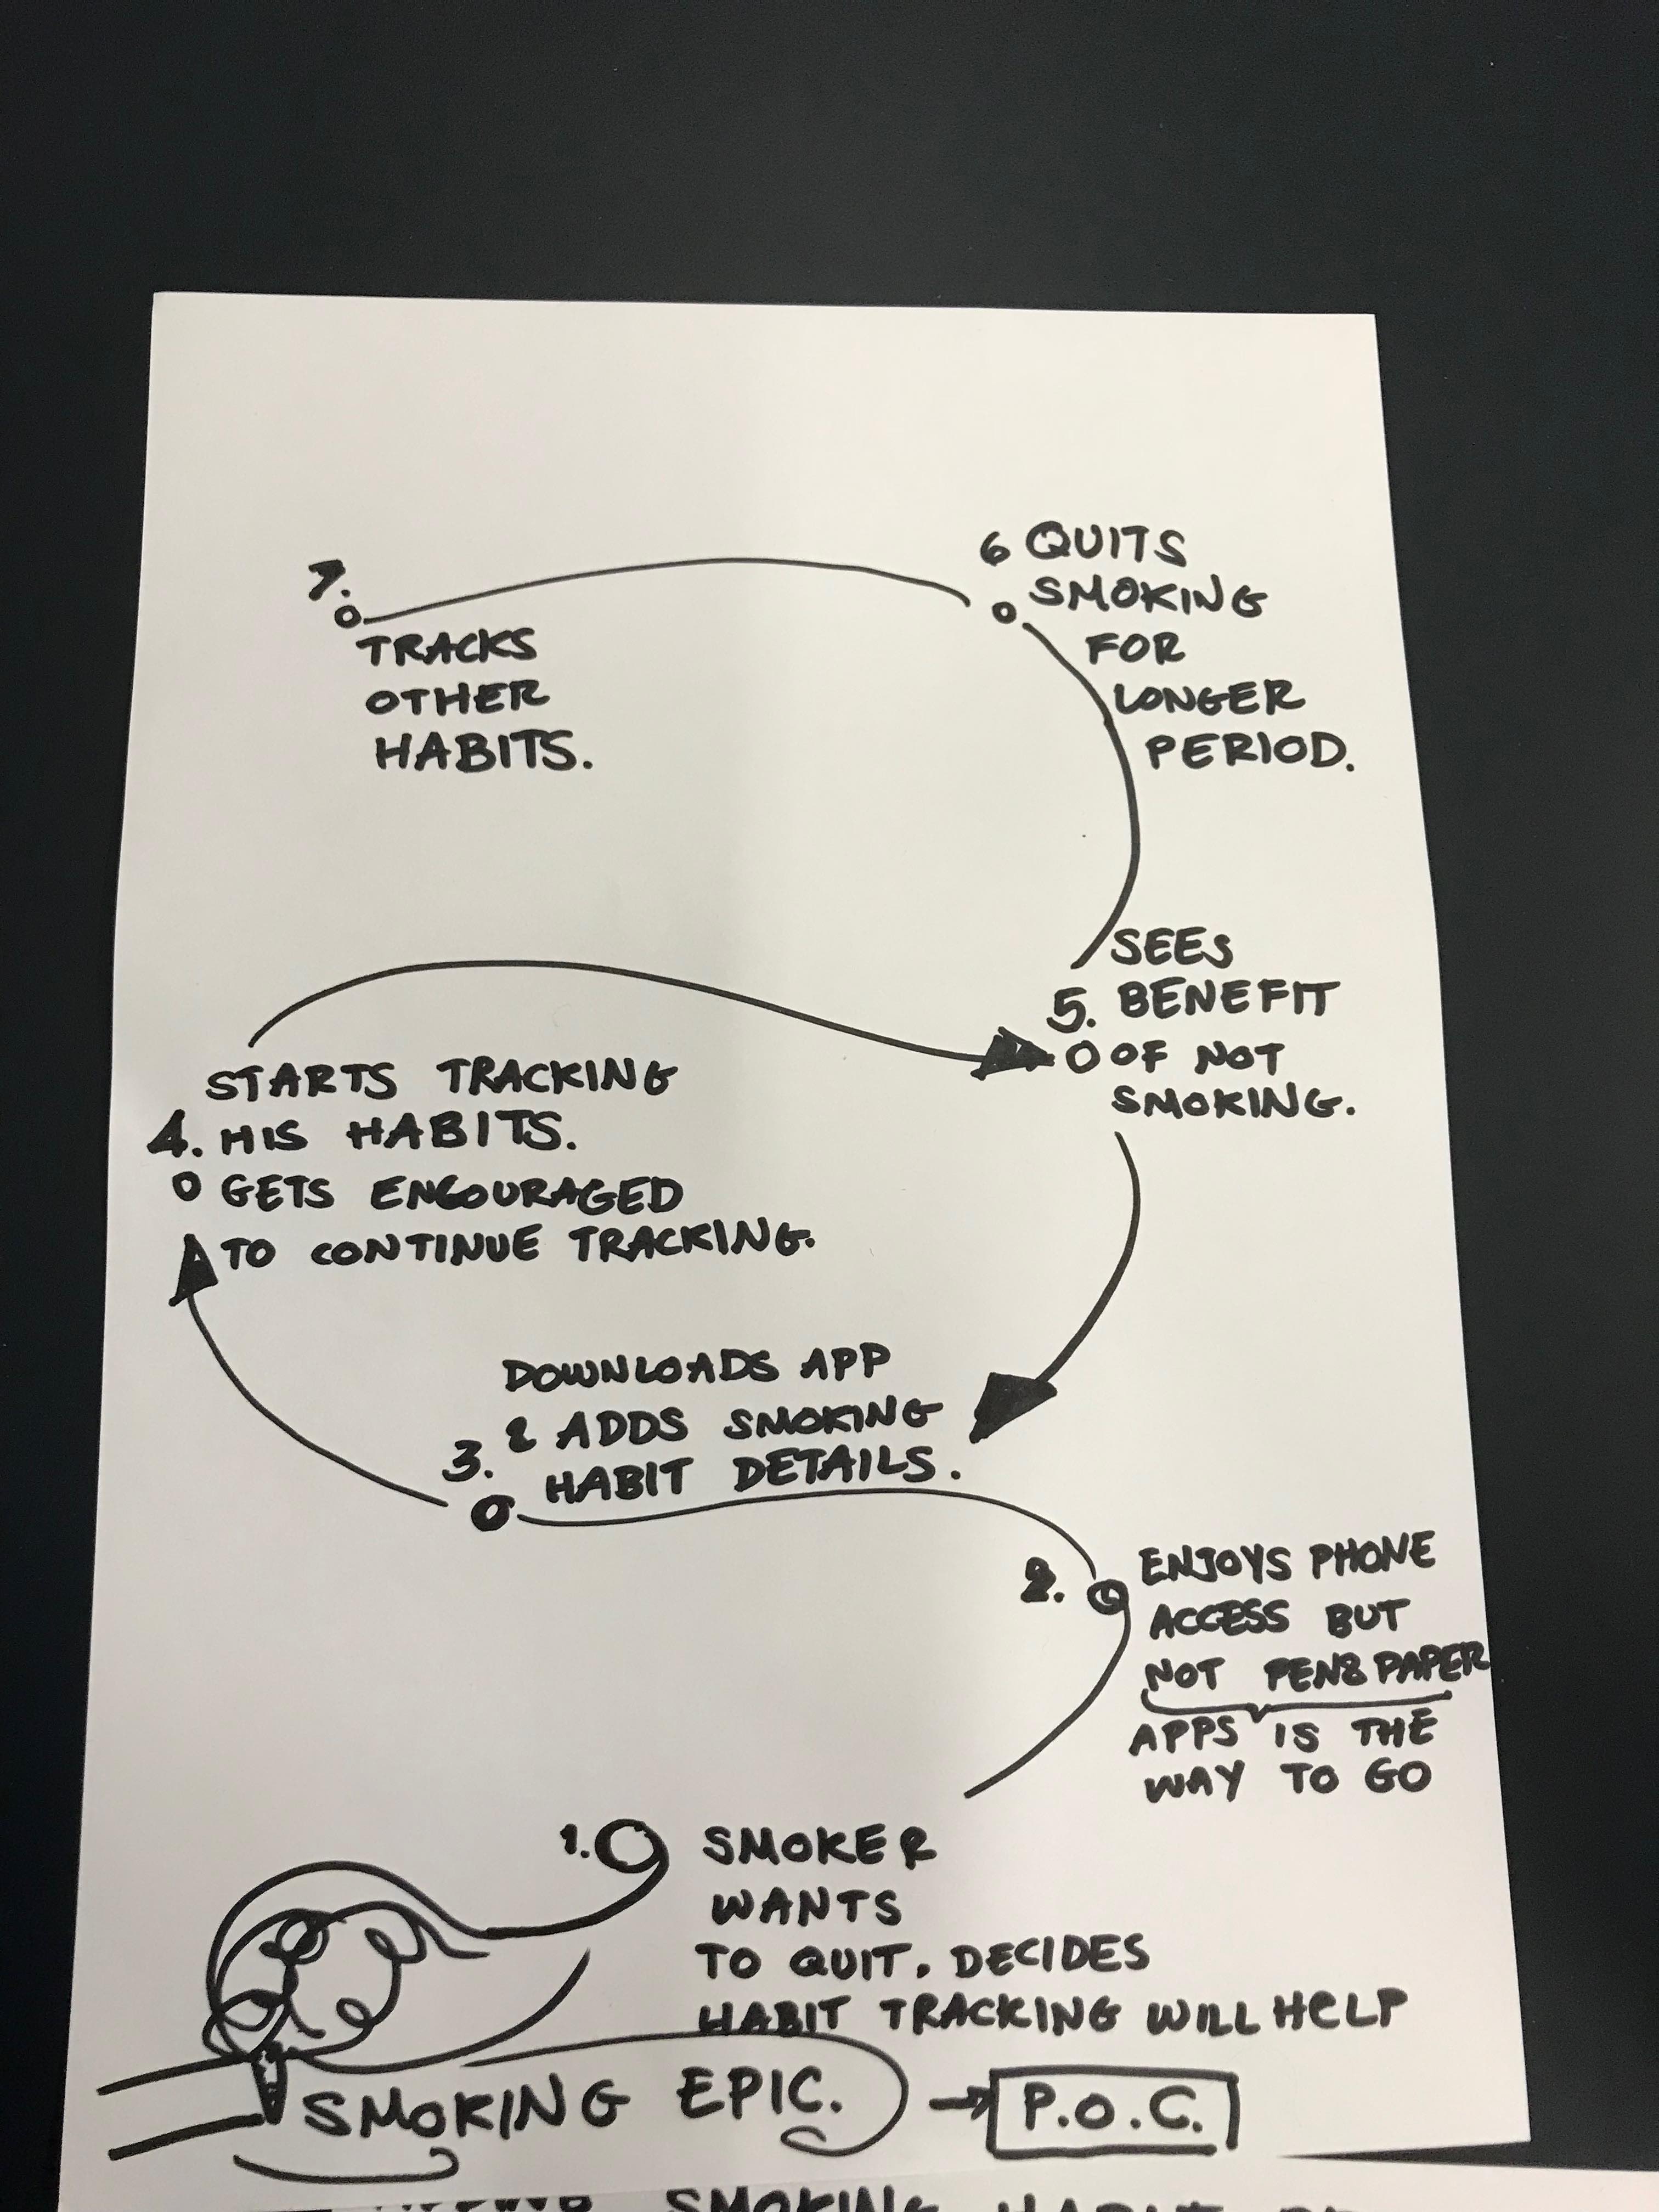 7.
TRACKS
OTHER
HABITS.
6 QUITS
SMOKING
FOR
LONGER
PERIOD.
SEES
5. BENEFIT
OF NOT
SMOKING.
STARTS TRACKING
4. HIS HABITS.
GETS ENCOURAGED
TO CONTINUE TRACKING.
DOWNLOADS APP
& ADDS SMOKING
3. HABIT DETAILS.
2. ENJOYS PHONE
ACCESS BUT
NOT PEN & PAPER
APPS IS THE
WAY TO GO
1. SMOKER
WANTS
TO QUIT. DECIDES
HABIT TRACKING WILL HELP
SMOKING EPIC. → P.O.C.
SMOKING HABIT